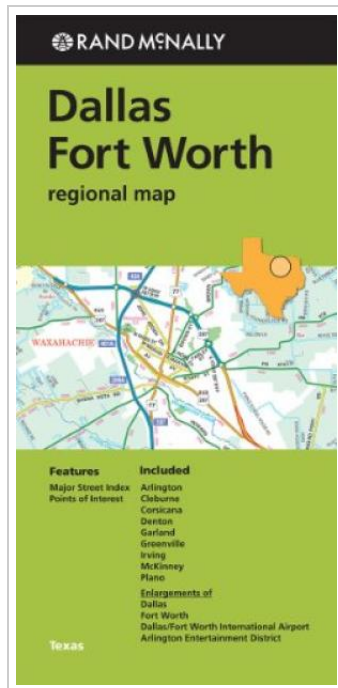 RAND McNALLY
Dallas
Fort Worth
regional map
WAXAHACHIE
77
287
Features
Major Street Index
Points of Interest
Included
Arlington
Cleburne
Corsicana
Denton
Garland
Greenville
Irving
McKinney
Plano
Enlargements of
Dallas
Fort Worth
Dallas/Fort Worth International Airport
Arlington Entertainment District
Texas